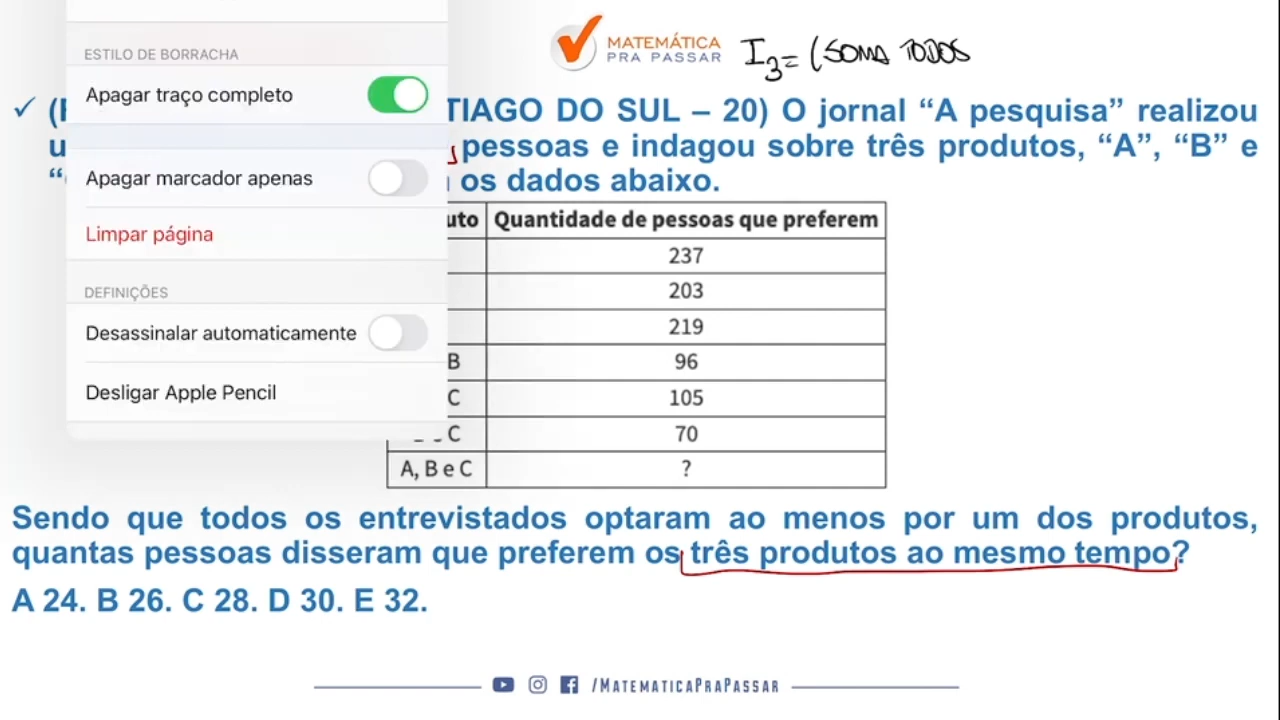 ESTILO DE BORRACHA
Apagar traço completo
Apagar marcador apenas
Limpar página
DEFINIÇÕES
Desassinalar automaticamente
Desligar Apple Pencil
MATEMÁTICA
PRA PASSAR
I3= (SOMA TODOS
TIAGO DO SUL – 20) O jornal “A pesquisa” realizou
pessoas e indagou sobre três produtos, “A”, “B” e
os dados abaixo.
Quantidade de pessoas que preferem
237
203
219
B 96
C 105
C 70
A, B e C ?
Sendo que todos os entrevistados optaram ao menos por um dos produtos,
quantas pessoas disseram que preferem os três produtos ao mesmo tempo?
A 24. B 26. C 28. D 30. E 32.
/MATEMATICAPRAPASSAR